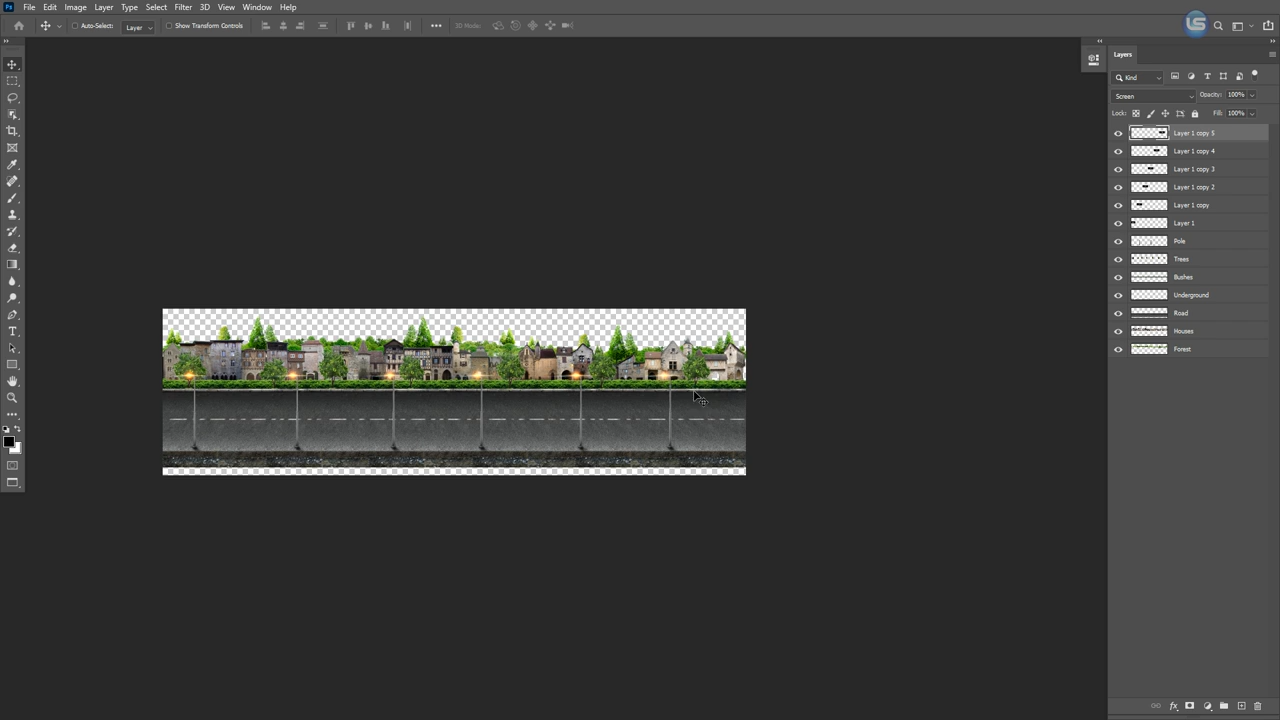 Ps File Edit Image Layer Type Select Filter 3D View Window Help
Auto-Select: Layer Show Transform Controls 3D Mode: LS
Layers
Kind
Screen Opacity: 100%
Lock: Fill: 100%
Layer 1 copy 5
Layer 1 copy 4
Layer 1 copy 3
Layer 1 copy 2
Layer 1 copy
Layer 1
Pole
Trees
Bushes
Underground
Road
Houses
Forest